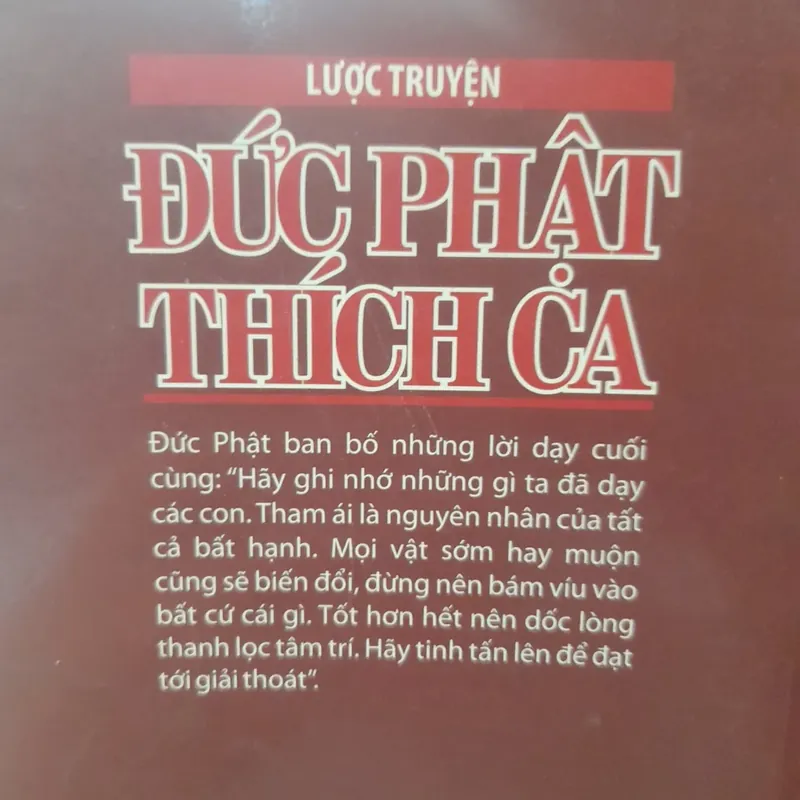 LƯỢC TRUYỆN
ĐỨC PHẬT
THÍCH CA
Đức Phật ban bố những lời dạy cuối
cùng: “Hãy ghi nhớ những gì ta đã dạy
các con. Tham ái là nguyên nhân của tất
cả bất hạnh. Mọi vật sớm hay muộn
cũng sẽ biến đổi, đừng nên bám víu vào
bất cứ cái gì. Tốt hơn hết nên dốc lòng
thanh lọc tâm trí. Hãy tinh tấn lên để đạt
tới giải thoát”.